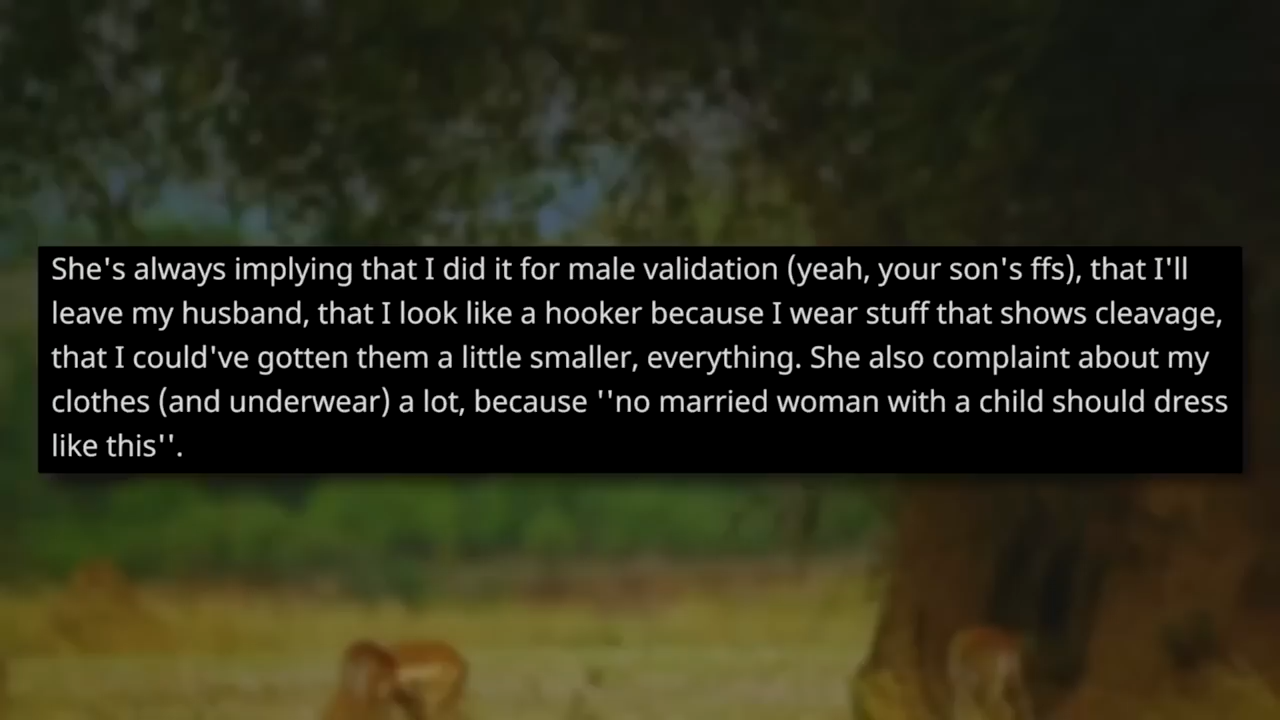 She's always implying that I did it for male validation (yeah, your son's ffs), that I'll
leave my husband, that I look like a hooker because I wear stuff that shows cleavage,
that I could've gotten them a little smaller, everything. She also complaint about my
clothes (and underwear) a lot, because ''no married woman with a child should dress
like this''.